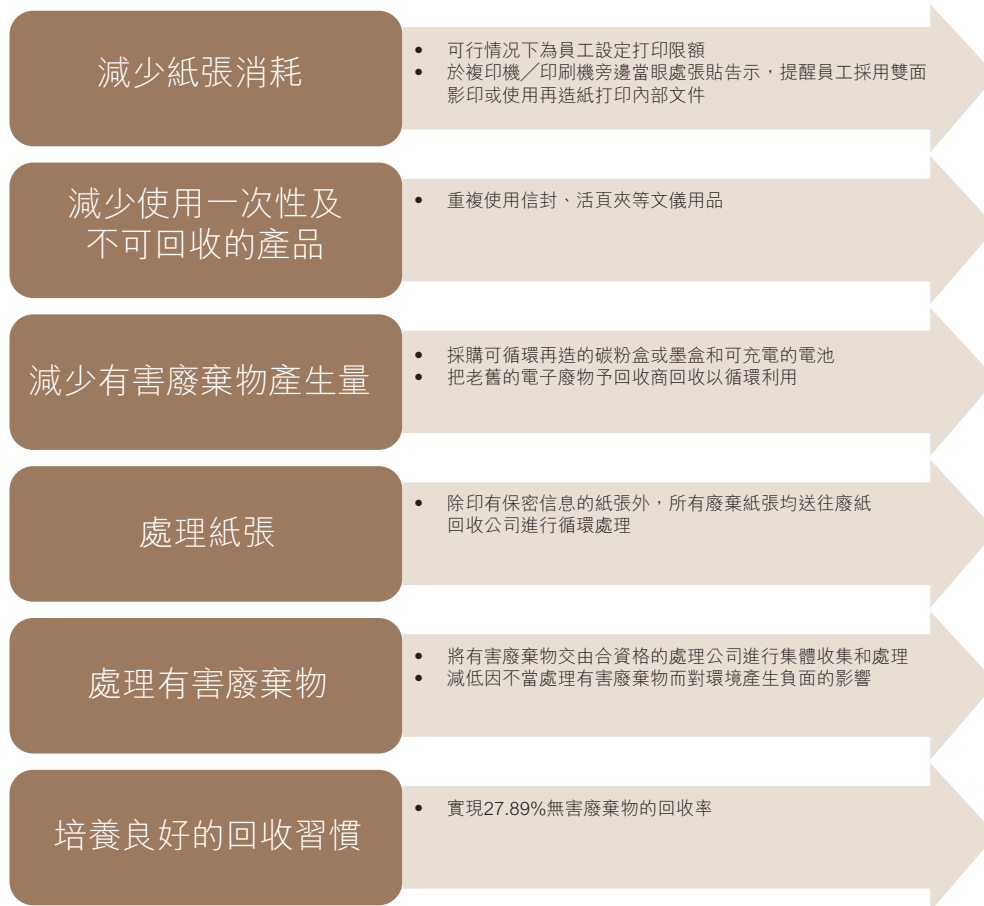 減少紙張消耗
• 可行情況下為員工設定打印限額
• 於複印機╱印刷機旁邊當眼處張貼告示，提醒員工採用雙面
影印或使用再造紙打印內部文件
減少使用一次性及
不可回收的產品
• 重複使用信封、活頁夾等文儀用品
減少有害廢棄物產生量
• 採購可循環再造的碳粉盒或墨盒和可充電的電池
• 把老舊的電子廢物予回收商回收以循環利用
處理紙張
• 除印有保密信息的紙張外，所有廢棄紙張均送往廢紙
回收公司進行循環處理
處理有害廢棄物
• 將有害廢棄物交由合資格的處理公司進行集體收集和處理
• 減低因不當處理有害廢棄物而對環境產生負面的影響
培養良好的回收習慣
• 實現27.89%無害廢棄物的回收率